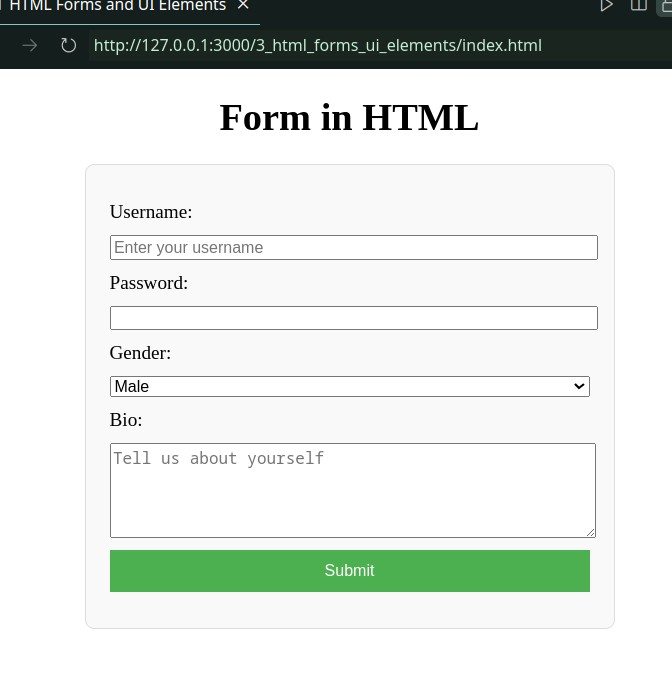 HTML Forms and UI Elements
http://127.0.0.1:3000/3_html_forms_ui_elements/index.html
Form in HTML
Username:
Enter your username
Password:
Gender:
Male
Bio:
Tell us about yourself
Submit